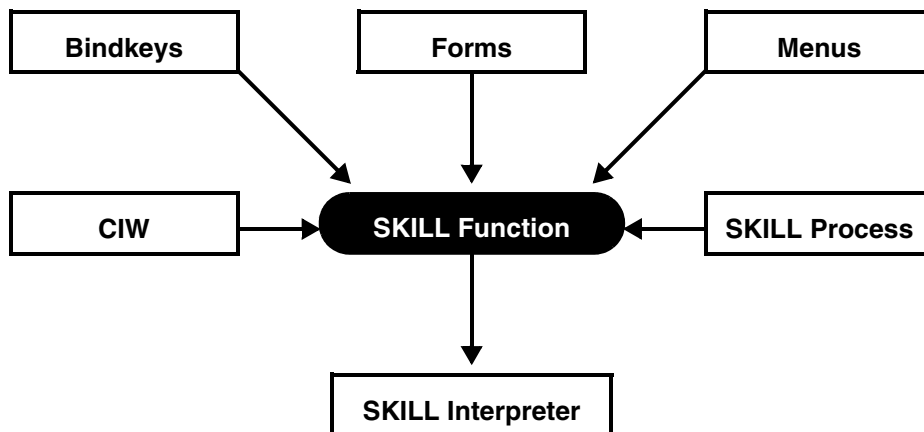 Bindkeys
Forms
Menus
CIW
SKILL Function
SKILL Process
SKILL Interpreter